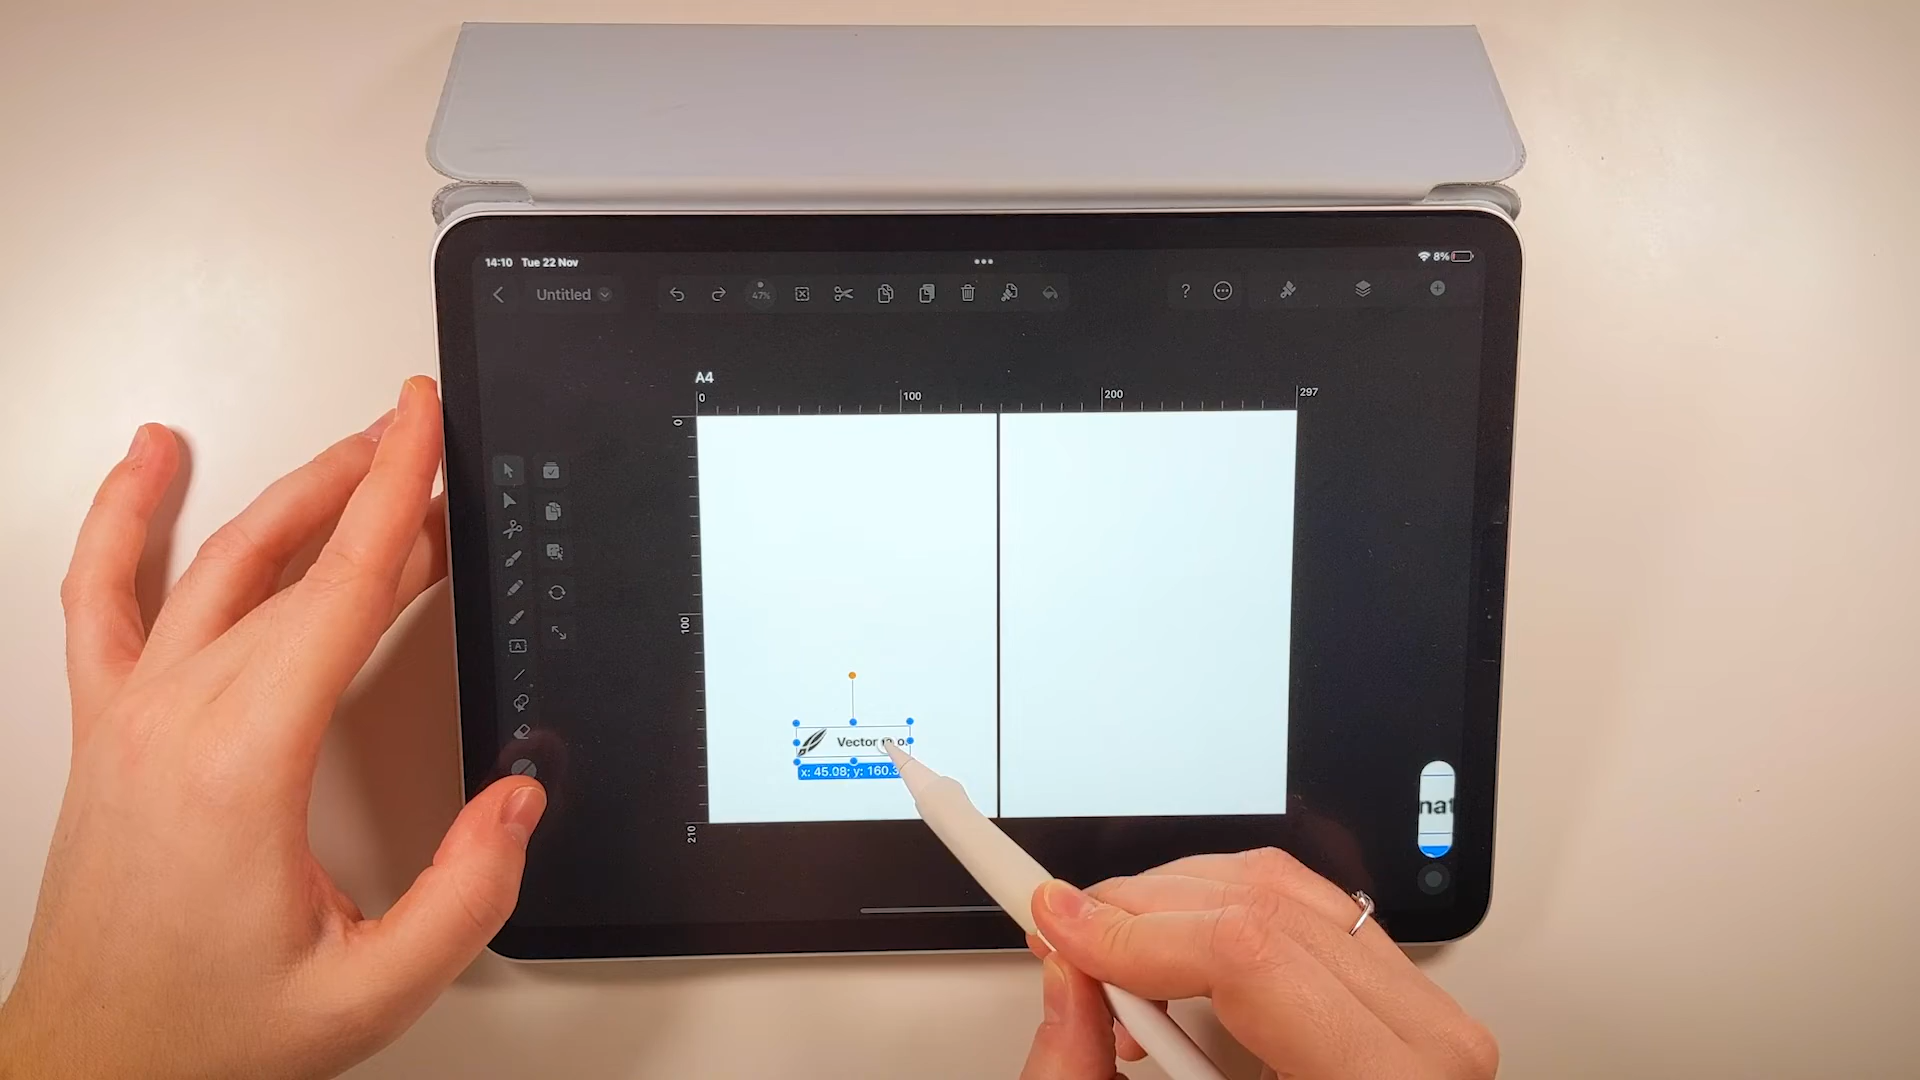 14:10 Tue 22 Nov
8%
Untitled
47%
?
A4
0
100
200
297
0
100
210
Vector
x: 45.08; y: 160.3
A
nat